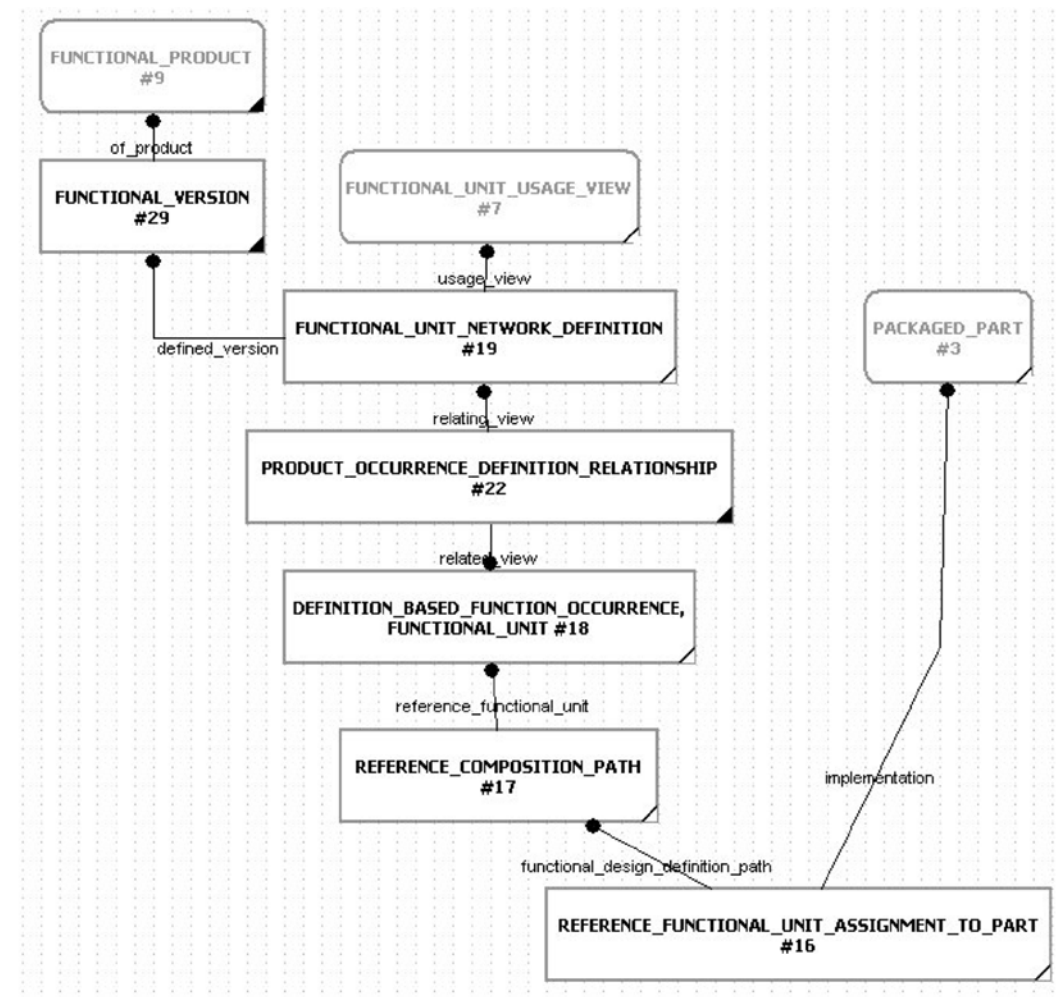 FUNCTIONAL_PRODUCT
#9
of_product
FUNCTIONAL_VERSION
#29
FUNCTIONAL_UNIT_USAGE_VIEW
#7
usage_view
FUNCTIONAL_UNIT_NETWORK_DEFINITION
#19
defined_version
PACKAGED_PART
#3
relating_view
PRODUCT_OCCURRENCE_DEFINITION_RELATIONSHIP
#22
related_view
DEFINITION_BASED_FUNCTION_OCCURRENCE,
FUNCTIONAL_UNIT #18
reference_functional_unit
REFERENCE_COMPOSITION_PATH
#17
implementation
functional_design_definition_path
REFERENCE_FUNCTIONAL_UNIT_ASSIGNMENT_TO_PART
#16